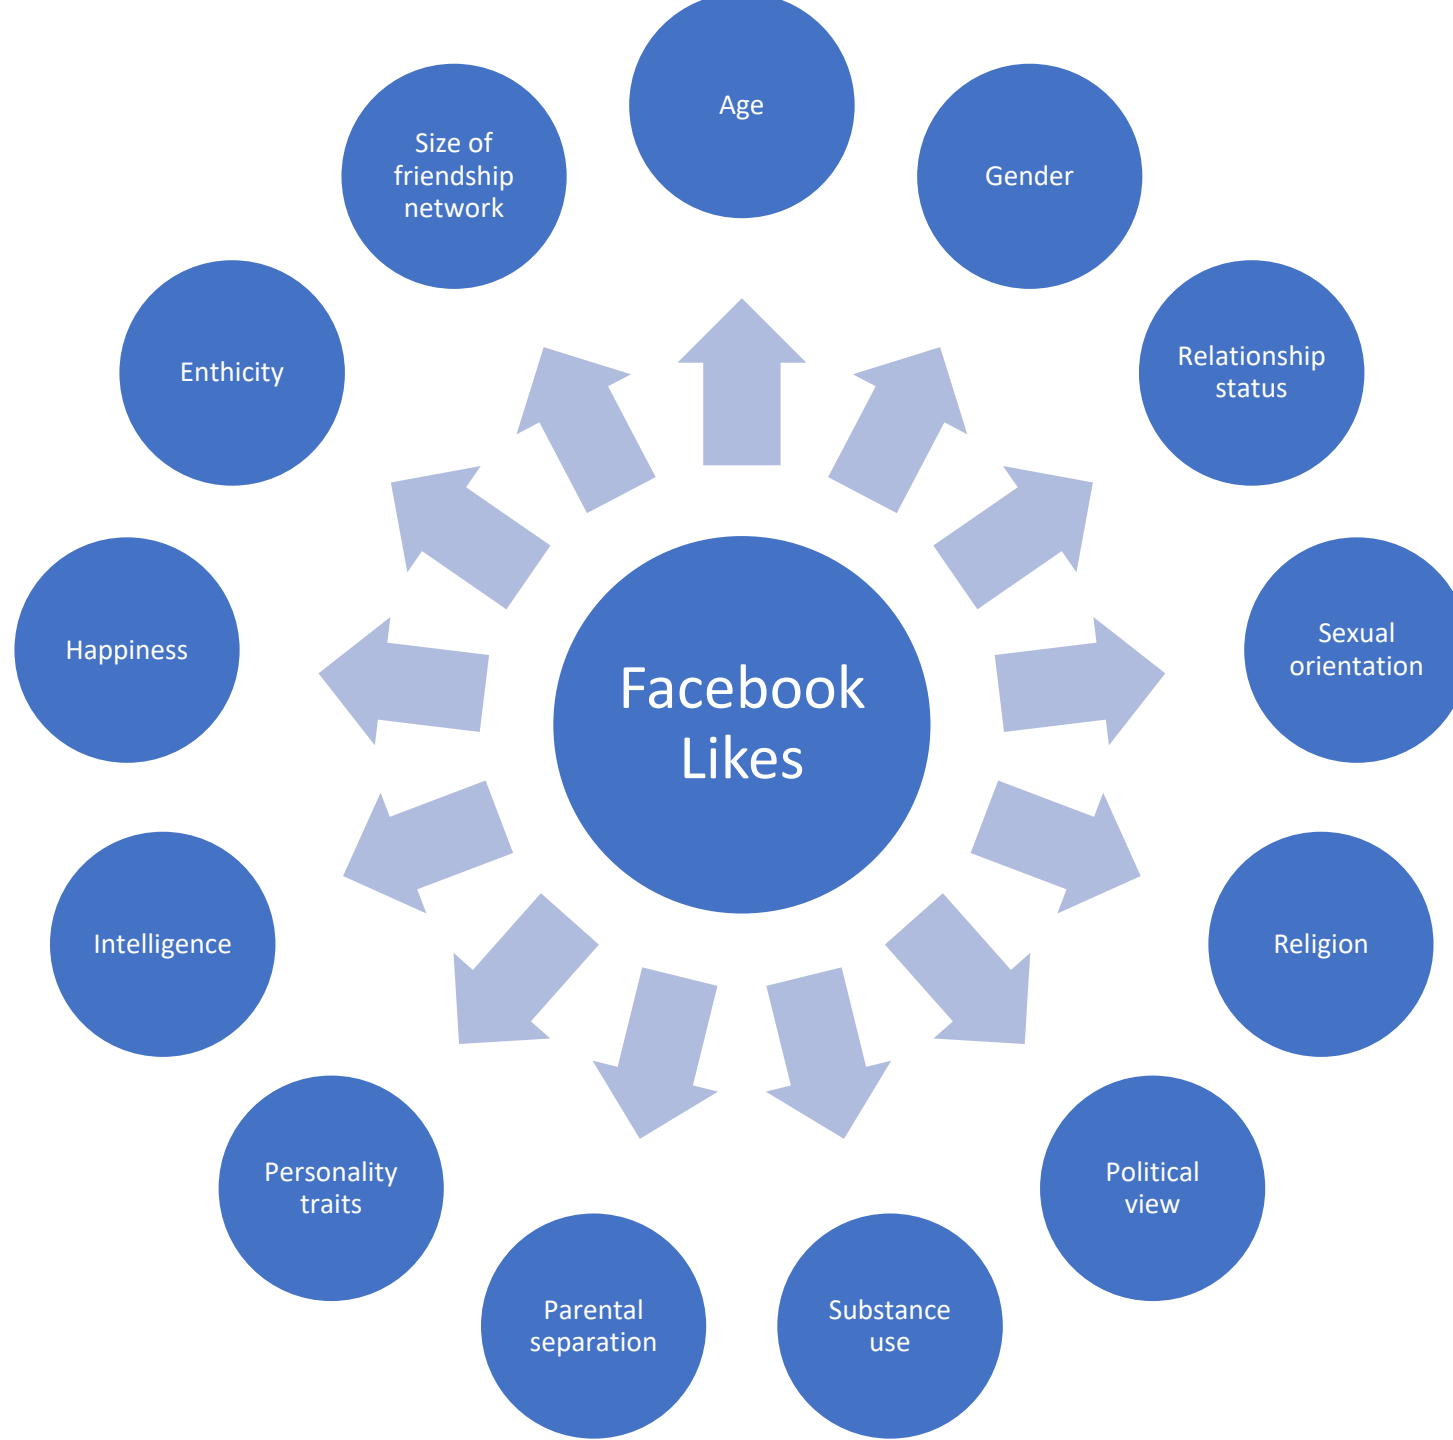 Age
Gender
Relationship
status
Sexual
orientation
Religion
Political
view
Substance
use
Parental
separation
Personality
traits
Intelligence
Happiness
Enthicity
Size of
friendship
network
Facebook
Likes